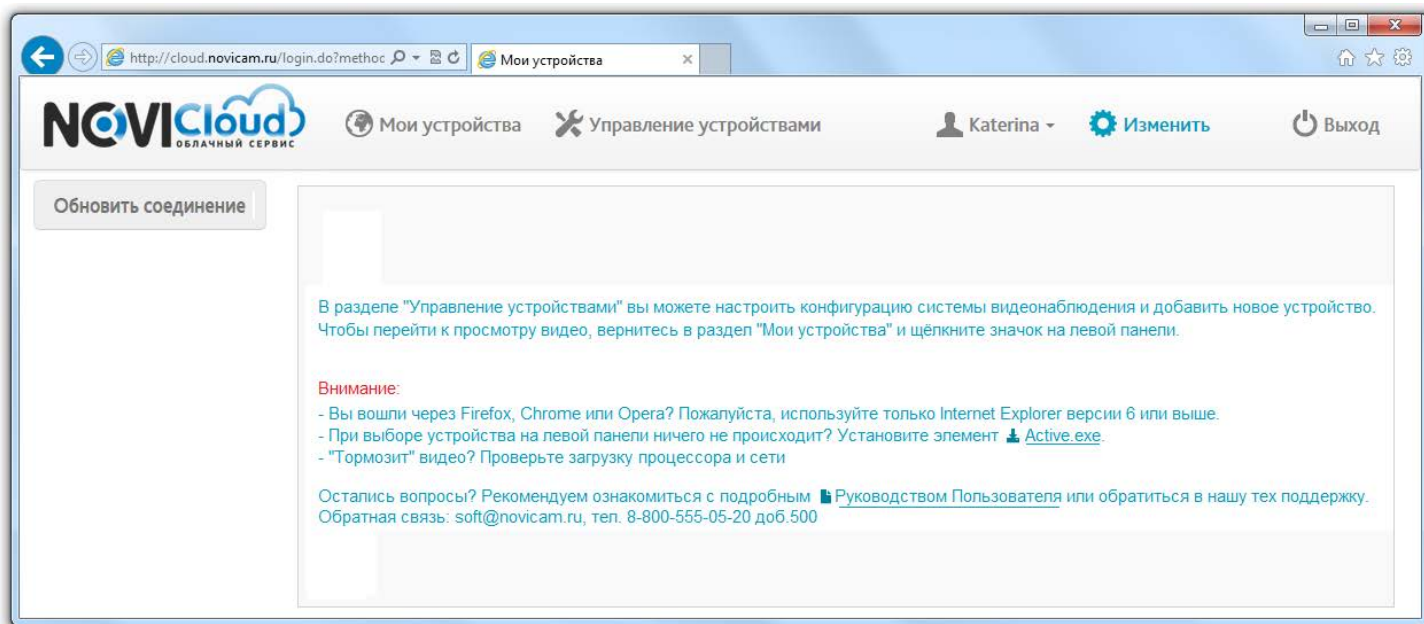 http://cloud.novicam.ru/login.do?method
Мои устройства
NOVICloud
ОБЛАЧНЫЙ СЕРВИС
Мои устройства
Управление устройствами
Katerina
Изменить
Выход
Обновить соединение
В разделе "Управление устройствами" вы можете настроить конфигурацию системы видеонаблюдения и добавить новое устройство.
Чтобы перейти к просмотру видео, вернитесь в раздел "Мои устройства" и щёлкните значок на левой панели.
Внимание:
- Вы вошли через Firefox, Chrome или Opera? Пожалуйста, используйте только Internet Explorer версии 6 или выше.
- При выборе устройства на левой панели ничего не происходит? Установите элемент Active.exe.
- "Тормозит" видео? Проверьте загрузку процессора и сети
Остались вопросы? Рекомендуем ознакомиться с подробным Руководством Пользователя или обратиться в нашу тех поддержку.
Обратная связь: soft@novicam.ru, тел. 8-800-555-05-20 доб.500